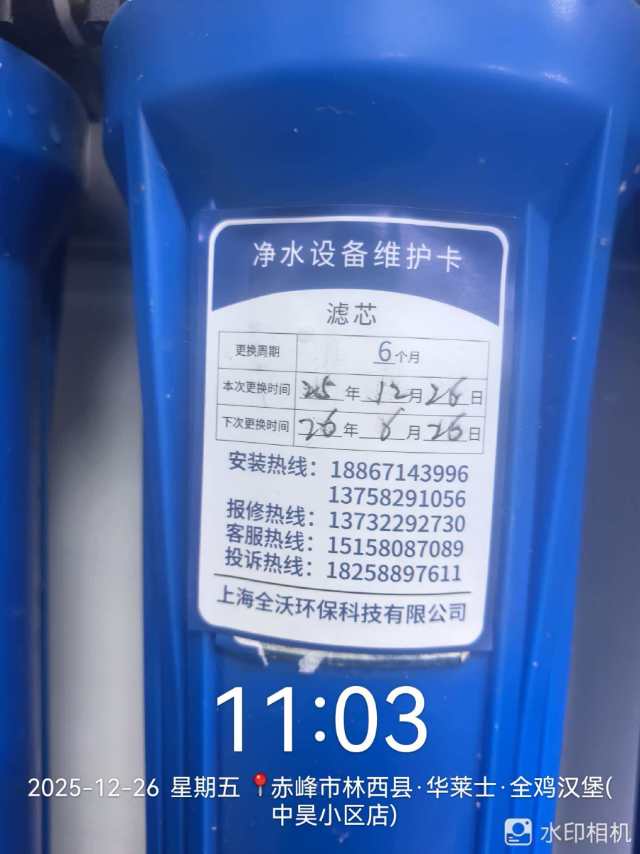 净水设备维护卡
滤芯
更换周期 6个月
本次更换时间 25年 12月26日
下次更换时间 26年 6月26日
安装热线：18867143996
13758291056
报修热线：13732292730
客服热线：15158087089
投诉热线：18258897611
上海全沃环保科技有限公司
11:03
2025-12-26 星期五 赤峰市林西县·华莱士·全鸡汉堡(
中昊小区店)
水印相机